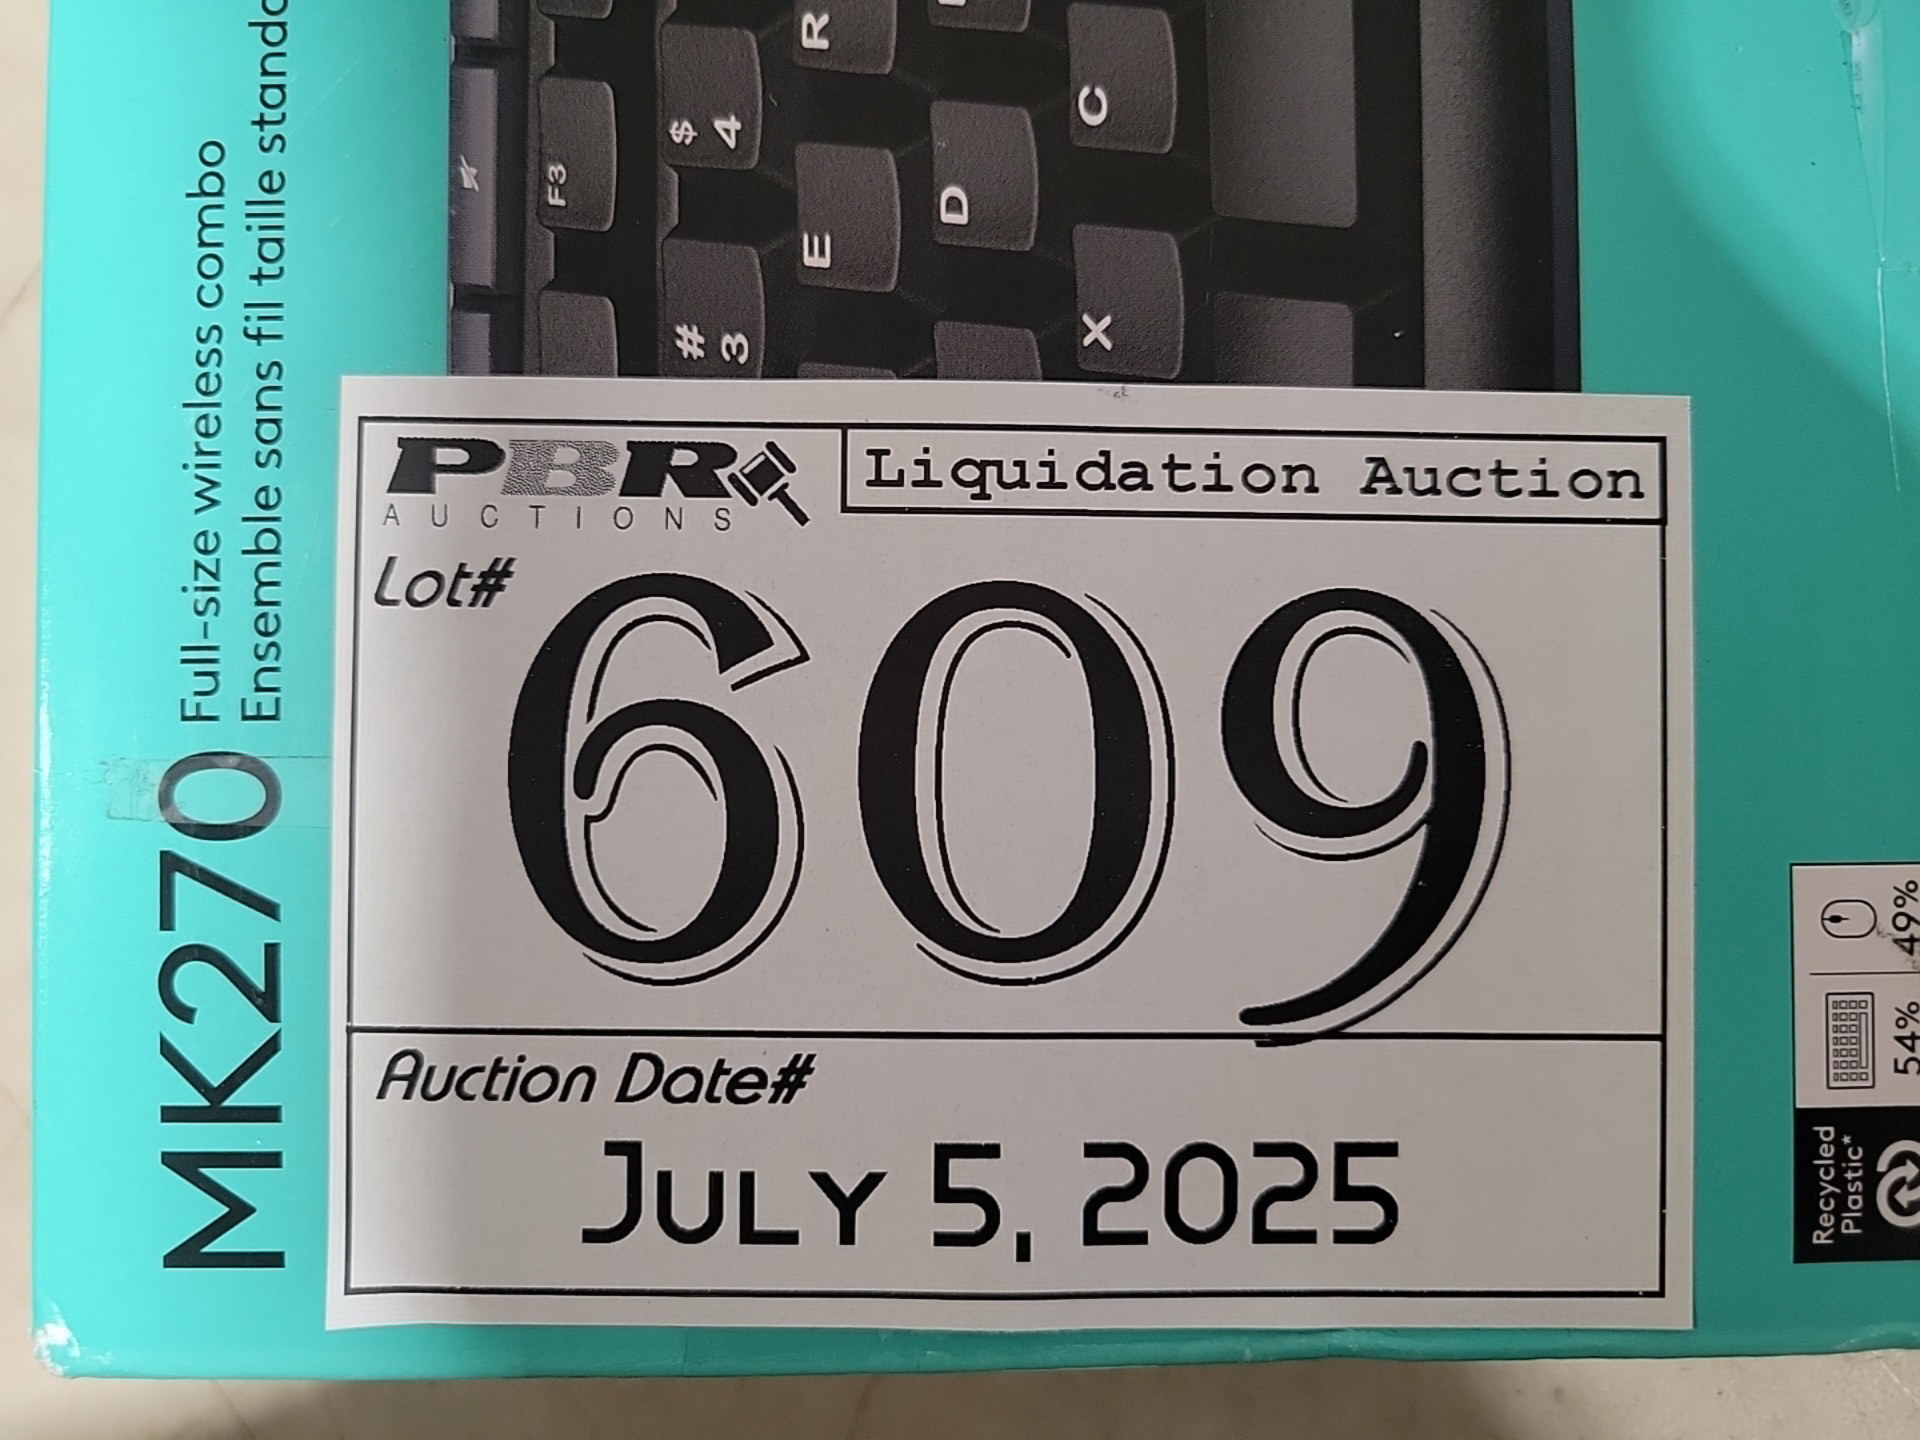 MK270
Full-size wireless combo
Ensemble sans fil taille
F3
$
4
#
3
R
E
D
C
X
PBR
AUCTIONS
Liquidation Auction
Lot#
609
Auction Date#
July 5, 2025
Recycled
Plastic*
54%
49%